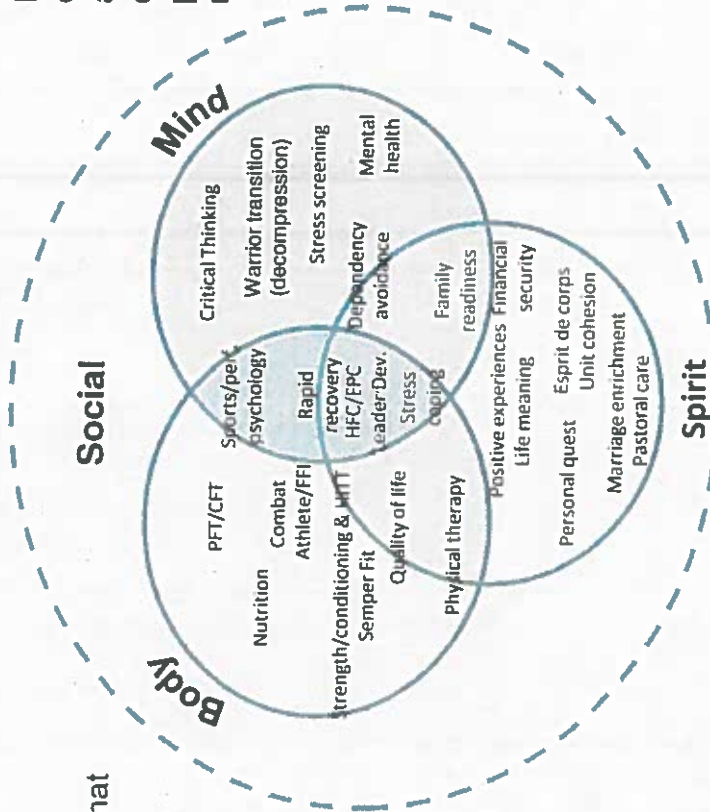 Social
Body
Mind
Spirit
PFT/CFT
Nutrition
Combat
Athlete/FFI
Strength/conditioning & HITT
Semper Fit
Quality of life
Physical therapy
Sports/perf.
psychology
Rapid
recovery
HFC/EPC
Leader Dev.
Stress
coping
Critical Thinking
Warrior transition
(decompression)
Stress screening
Mental
health
Dependency
avoidance
Family
readiness
Positive experiences
Financial
security
Life meaning
Esprit de corps
Unit cohesion
Personal quest
Marriage enrichment
Pastoral care